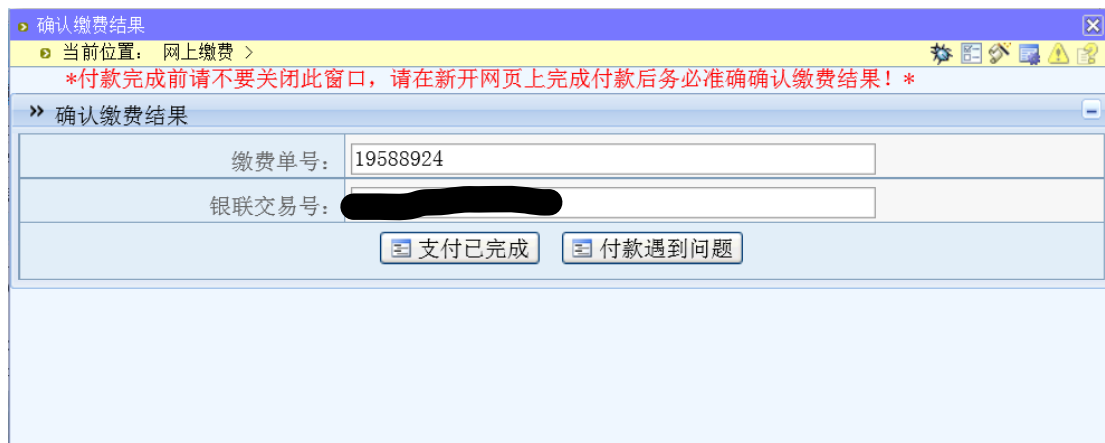 确认缴费结果
当前位置： 网上缴费 >
*付款完成前请不要关闭此窗口，请在新开网页上完成付款后务必准确确认缴费结果！*
» 确认缴费结果
缴费单号： 19588924
银联交易号：
支付已完成 付款遇到问题